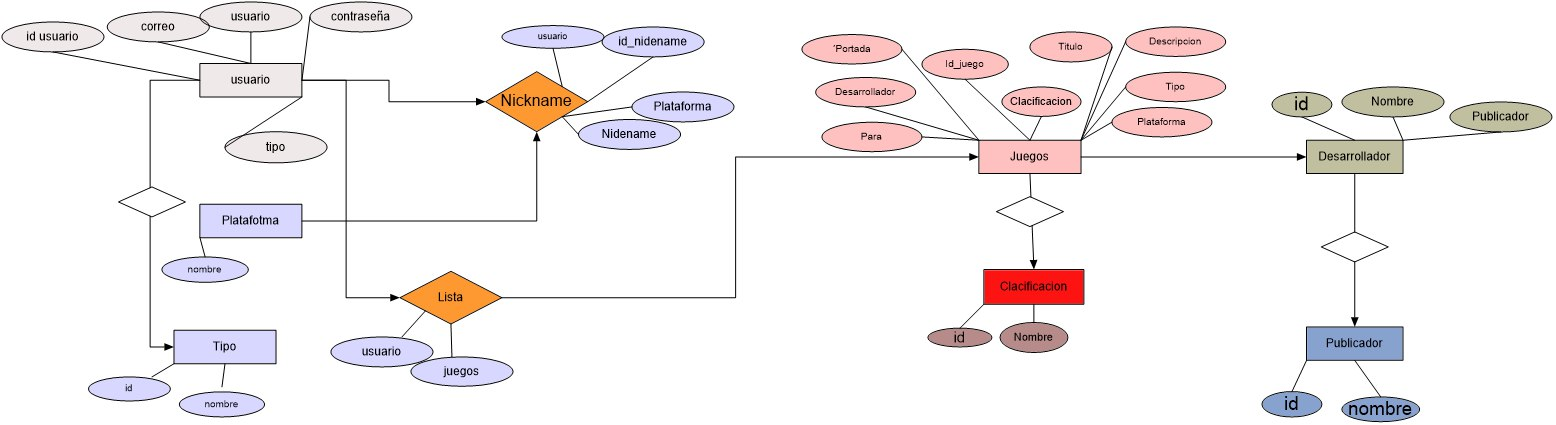 id usuario
correo
usuario
contraseña
usuario
tipo
Platafotma
nombre
Tipo
id
nombre
usuario
id_nidename
Nickname
Plataforma
Nidename
Lista
usuario
juegos
´Portada
Id_juego
Titulo
Descripcion
Desarrollador
Clacificacion
Tipo
Para
Plataforma
Juegos
Clacificacion
id
Nombre
id
Nombre
Publicador
Desarrollador
Publicador
id
nombre